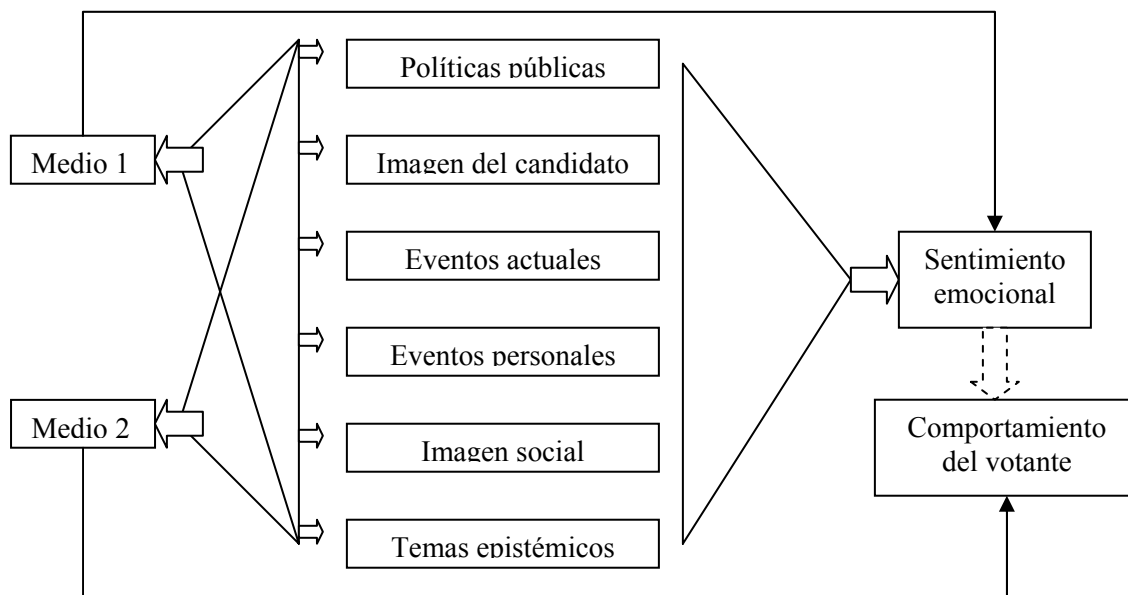 Políticas públicas
Medio 1
Imagen del candidato
Eventos actuales
Sentimiento
emocional
Eventos personales
Medio 2
Imagen social
Comportamiento
del votante
Temas epistémicos